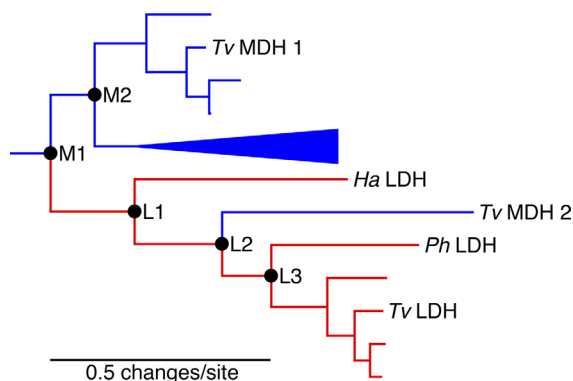 Tv MDH 1
M2
M1
Ha LDH
L1
Tv MDH 2
L2
Ph LDH
L3
Tv LDH
0.5 changes/site